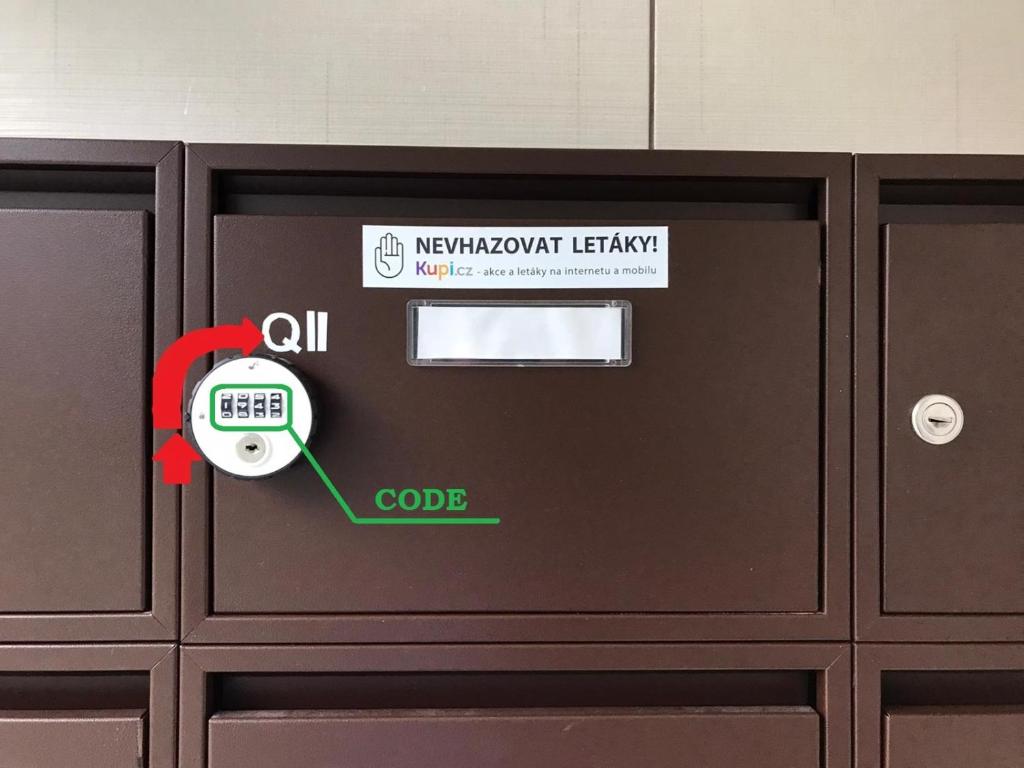 NEVHAZOVAT LETÁKY!
Kupi.cz - akce a letáky na internetu a mobilu
QII
CODE